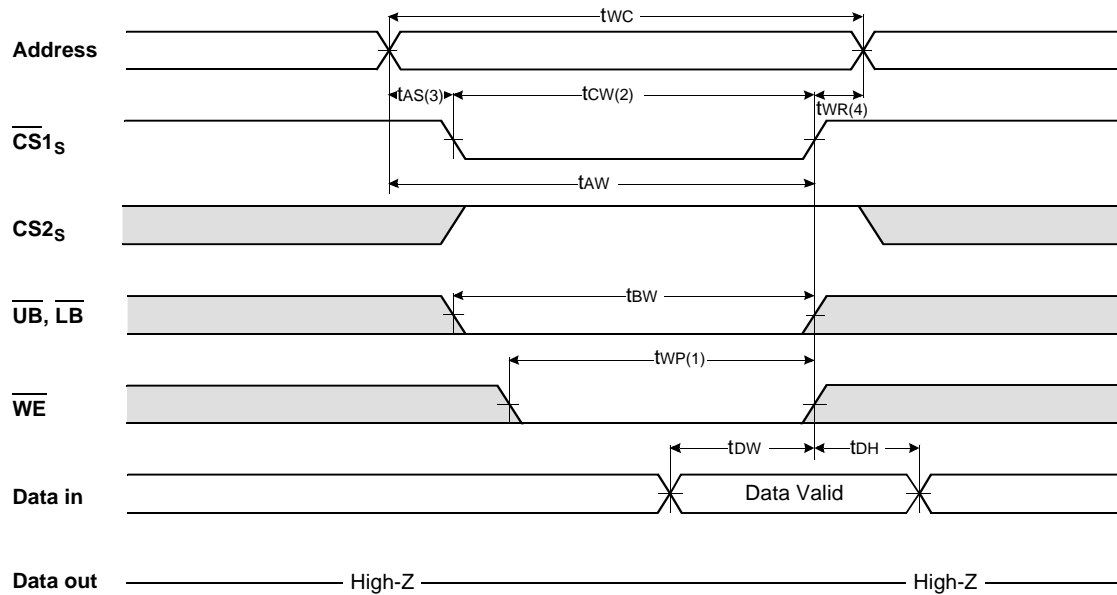 tWC
Address
tAS(3) tCW(2) tWR(4)
CS1S
tAW
CS2S
tBW
UB, LB
tWP(1)
WE
tDW tDH
Data in Data Valid
Data out High-Z High-Z